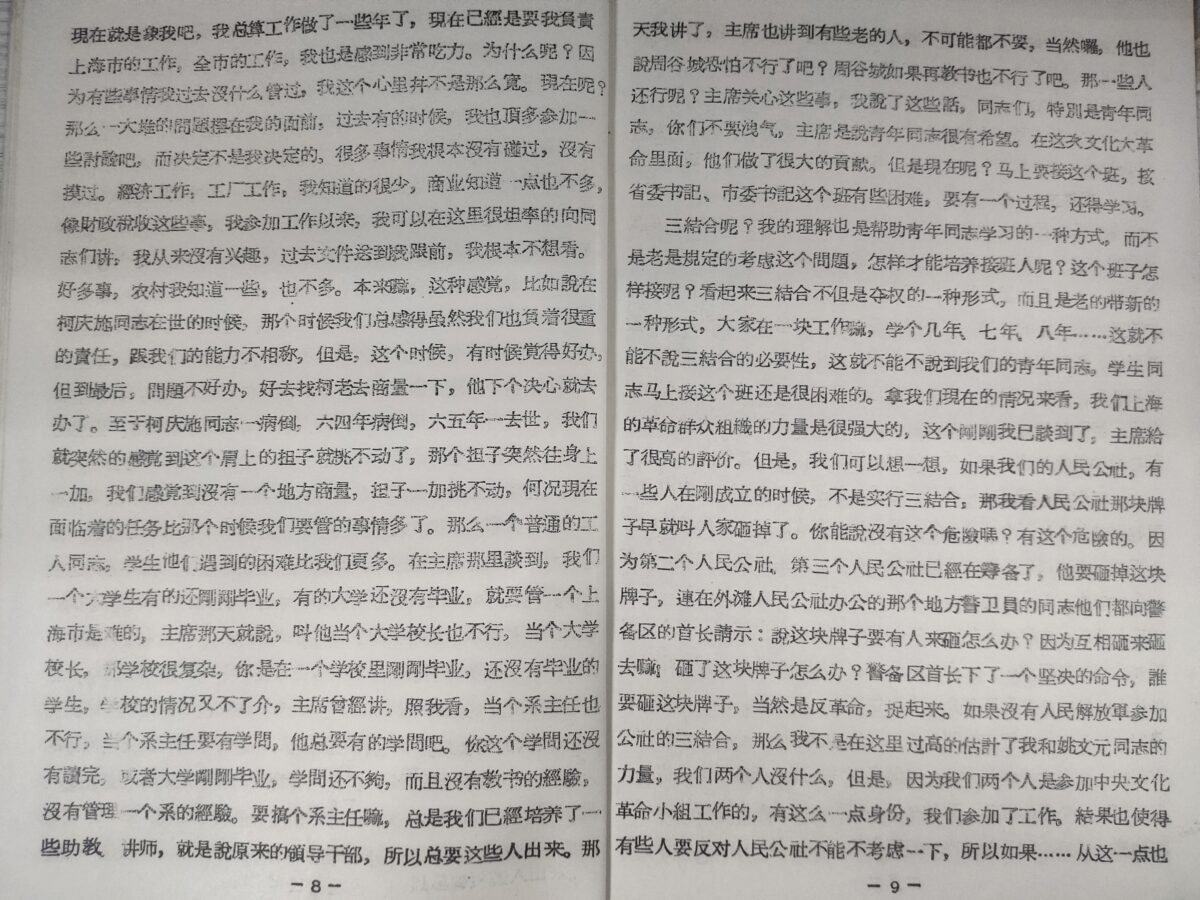 現在就是象我吧，我总算工作做了一些年了，現在已經是要我負責
上海市的工作，全市的工作，我也是感到非常吃力。为什么呢？因
为有些事情我过去沒什么管过，我这个心里幷不是那么寬。現在呢？
那么一大堆的問題摆在我的面前，过去有的时候，我也頂多参加一
些討論吧，而决定不是我决定的，很多事情我根本沒有碰过，沒有
摸过。經济工作，工厂工作，我知道的很少，商业知道一点也不多，
像財政税收这些事，我参加工作以来，我可以在这里很坦率的向同
志们讲，我从来沒有兴趣，过去文件送到我跟前，我根本不想看。
好多事，农村我知道一些，也不多。本来嘛，这种感觉，比如說在
柯庆施同志在世的时候，那个时候我们总感得虽然我们也負着很重
的責任，跟我们的能力不相称，但是，这个时候，有时候覚得好办，
但到最后，問題不好办，好去找柯老去商量一下，他下个决心就去
办了。至于柯庆施同志一病倒，六四年病倒，六五年一去世，我们
就突然的感覚到这个肩上的担子就挑不动了，那个担子突然往身上
一加，我们感覚到沒有一个地方商量，担子一加挑不动，何况現在
面临着的任务比那个时候我们要管的事情多了。那么一个普通的工
人同志，学生他们遇到的困难比我们更多。在主席那里談到，我们
一个大学生有的还剛剛毕业，有的大学还沒有毕业，就要管一个上
海市是难的，主席那天就說，叫他当个大学校长也不行，当个大学
校长，那学校很复杂，你是在一个学校里剛剛毕业，还沒有毕业的
学生，学校的情况又不了介，主席曾經讲，照我看，当个系主任也
不行，当个系主任要有学問，他总要有的学問吧。你这个学問还沒
有讀完，或者大学剛剛毕业，学問还不夠，而且沒有教书的經驗，
沒有管理一个系的經驗。要搞个系主任嘛，总是我们已經培养了一
些助教、讲师，就是說原来的領导干部，所以总要这些人出来。那
－8－
天我讲了，主席也讲到有些老的人，不可能都不要，当然囉，他也
說周谷城恐怕不行了吧？周谷城如果再教书也不行了吧。那一些人
还行呢？主席关心这些事，我說了这些話，同志们，特別是青年同
志，你们不要洩气，主席是說青年同志很有希望。在这次文化大革
命里面，他们做了很大的貢献。但是現在呢？马上要接这个班，接
省委书記、市委书記这个班有些困难，要有一个过程，还得学习。
三結合呢？我的理解也是帮助青年同志学习的一种方式，而不
是老是規定的考虑这个問題，怎样才能培养接班人呢？这个班子怎
样接呢？看起来三結合不但是夺权的一种形式，而且是老的带新的
一种形式，大家在一块工作嘛，学个几年、七年、八年……这就不
能不說三結合的必要性，这就不能不說到我们的青年同志，学生同
志马上接这个班还是很困难的。拿我们現在的情况来看，我们上海
的革命群众組織的力量是很强大的，这个剛剛我已談到了，主席給
了很高的評价。但是，我们可以想一想，如果我们的人民公社，有
一些人在剛成立的时候，不是实行三結合，那我看人民公社那块牌
子早就叫人家砸掉了。你能說沒有这个危險嗎？有这个危險的。因
为第二个人民公社、第三个人民公社已經在籌备了，他要砸掉这块
牌子，連在外滩人民公社办公的那个地方警卫員的同志他们都向警
备区的首长請示：說这块牌子要有人来砸怎么办？因为互相砸来砸
去嘛，砸了这块牌子怎么办？警备区首长下了一个坚决的命令，誰
要砸这块牌子，当然是反革命，捉起来。如果沒有人民解放軍参加
公社的三結合，那么我不是在这里过高的估計了我和姚文元同志的
力量，我们两个人沒什么，但是，因为我们两个人是参加中央文化
革命小組工作的，有这么一点身份，我们参加了工作。結果也使得
有些人要反对人民公社不能不考虑一下，所以如果……从这一点也
－9－